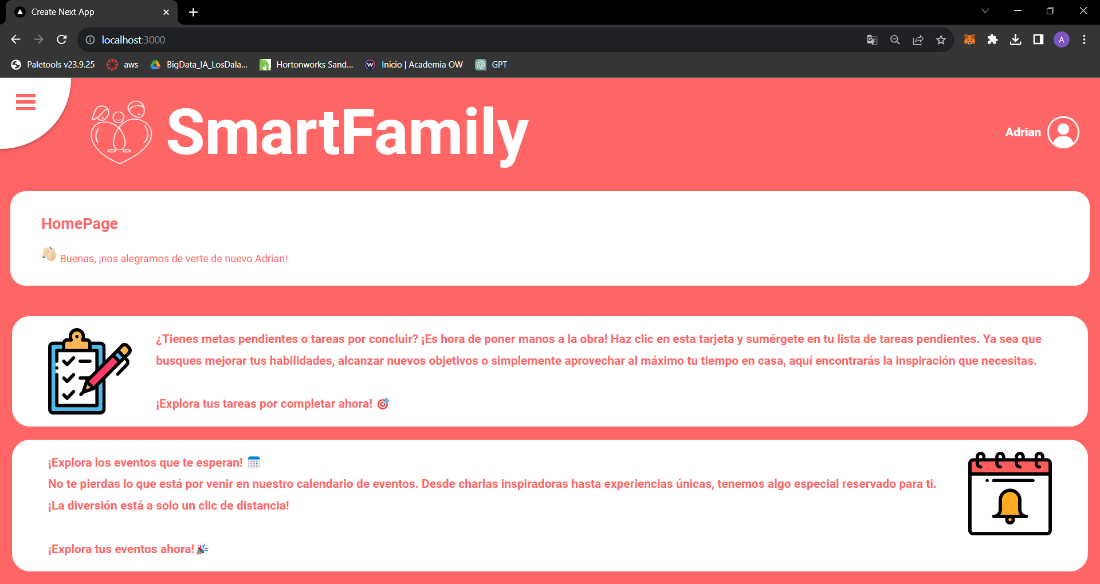 Create Next App
localhost:3000
Paletools v23.9.25
aws
BigData_IA_LosDala...
Hortonworks Sand...
Inicio | Academia OW
GPT
A
SmartFamily
Adrian
HomePage
👋🏻 Buenas, ¡nos alegramos de verte de nuevo Adrian!
¿Tienes metas pendientes o tareas por concluir? ¡Es hora de poner manos a la obra! Haz clic en esta tarjeta y sumérgete en tu lista de tareas pendientes. Ya sea que
busques mejorar tus habilidades, alcanzar nuevos objetivos o simplemente aprovechar al máximo tu tiempo en casa, aquí encontrarás la inspiración que necesitas.
¡Explora tus tareas por completar ahora! 🎯
¡Explora los eventos que te esperan! 🗓️
No te pierdas lo que está por venir en nuestro calendario de eventos. Desde charlas inspiradoras hasta experiencias únicas, tenemos algo especial reservado para ti.
¡La diversión está a solo un clic de distancia!
¡Explora tus eventos ahora! 🎉